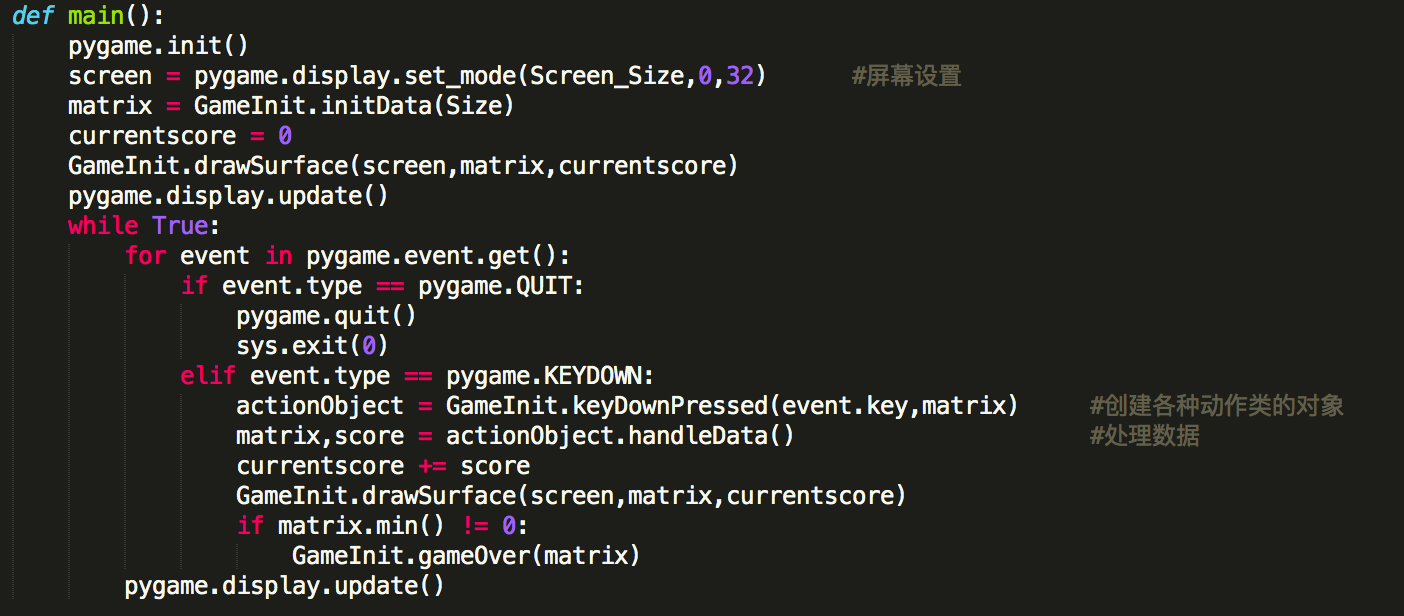 def main():
    pygame.init()
    screen = pygame.display.set_mode(Screen_Size,0,32)      #屏幕设置
    matrix = GameInit.initData(Size)
    currentscore = 0
    GameInit.drawSurface(screen,matrix,currentscore)
    pygame.display.update()
    while True:
        for event in pygame.event.get():
            if event.type == pygame.QUIT:
                pygame.quit()
                sys.exit(0)
            elif event.type == pygame.KEYDOWN:
                actionObject = GameInit.keyDownPressed(event.key,matrix)     #创建各种动作类的对象
                matrix,score = actionObject.handleData()                     #处理数据
                currentscore += score
                GameInit.drawSurface(screen,matrix,currentscore)
                if matrix.min() != 0:
                    GameInit.gameOver(matrix)
        pygame.display.update()